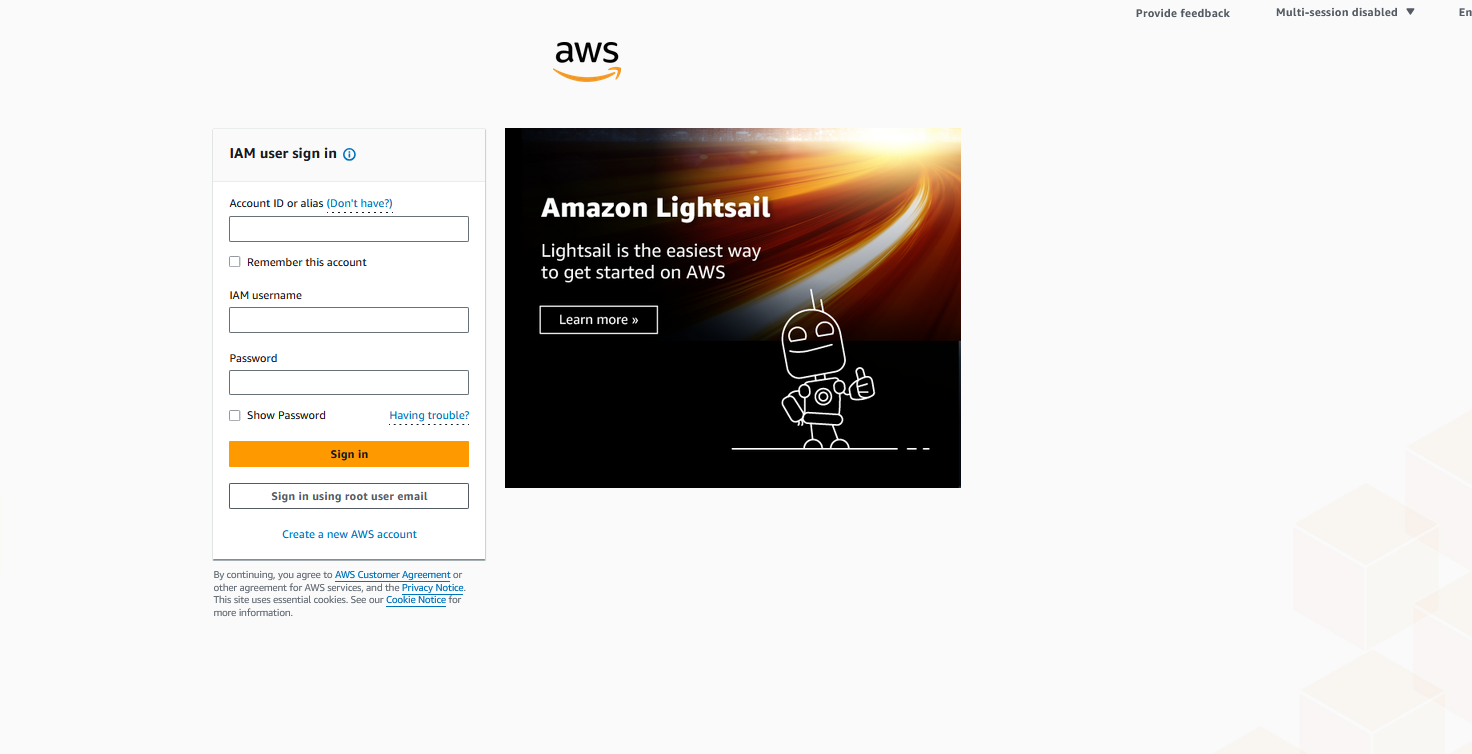 Provide feedback
Multi-session disabled
En
aws
IAM user sign in
Account ID or alias (Don't have?)
Remember this account
IAM username
Password
Show Password
Having trouble?
Sign in
Sign in using root user email
Create a new AWS account
By continuing, you agree to AWS Customer Agreement or
other agreement for AWS services, and the Privacy Notice.
This site uses essential cookies. See our Cookie Notice for
more information.
Amazon Lightsail
Lightsail is the easiest way
to get started on AWS
Learn more »